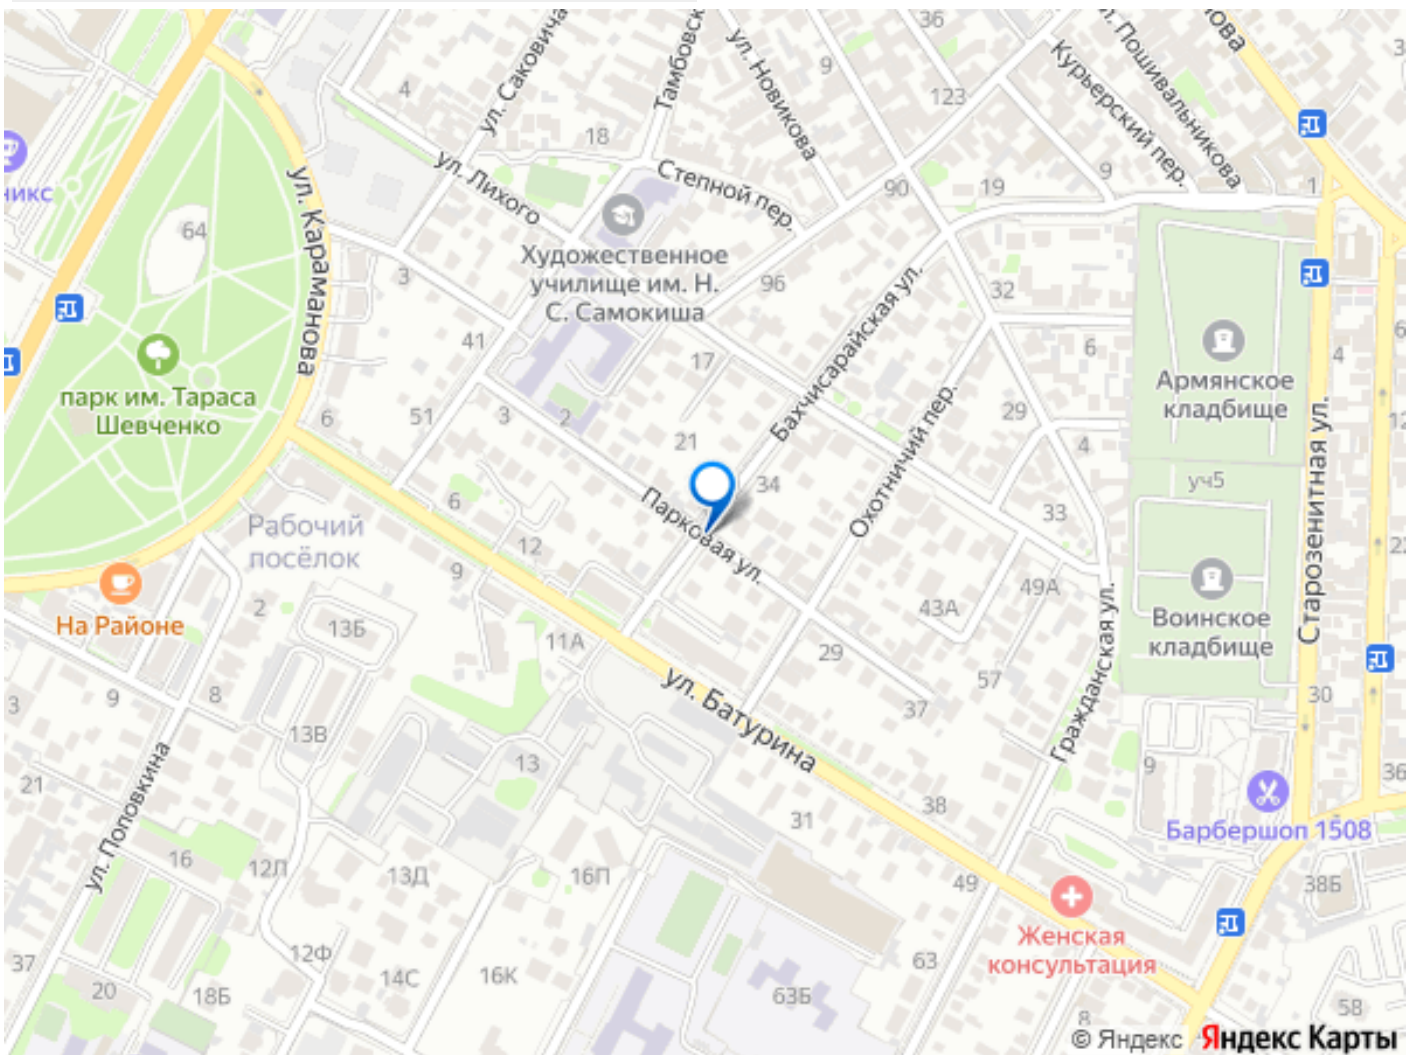 36
Тамбовск
ул. Саковича
ул. Новикова
9
Курьерский пер.
Пошивальникова
ова
4
123
18
ул. Лихого
Степной пер.
90
19
9
1
никс
ул. Караманова
64
Художественное
училище им. Н.
С. Самокиша
3
96
Бахчисарайская ул.
32
6
4
41
17
Армянское
кладбище
парк им. Тараса
Шевченко
6
51
3
2
21
29
4
Охотничий пер.
Старозенитная ул.
12
уч5
34
Парковая ул.
6
33
Рабочий
посёлок
12
9
22
49А
43А
На Районе
2
13Б
11А
Воинское
кладбище
Гражданская ул.
29
57
3
9
8
ул. Батурина
37
30
13В
13
9
36
21
ул. Поповкина
31
38
Барбершоп 1508
16
12Л
13Д
16П
49
38Б
Женская
консультация
37
12Ф
14С
16К
63
20
18Б
63Б
8
58
© Яндекс Яндекс Карты